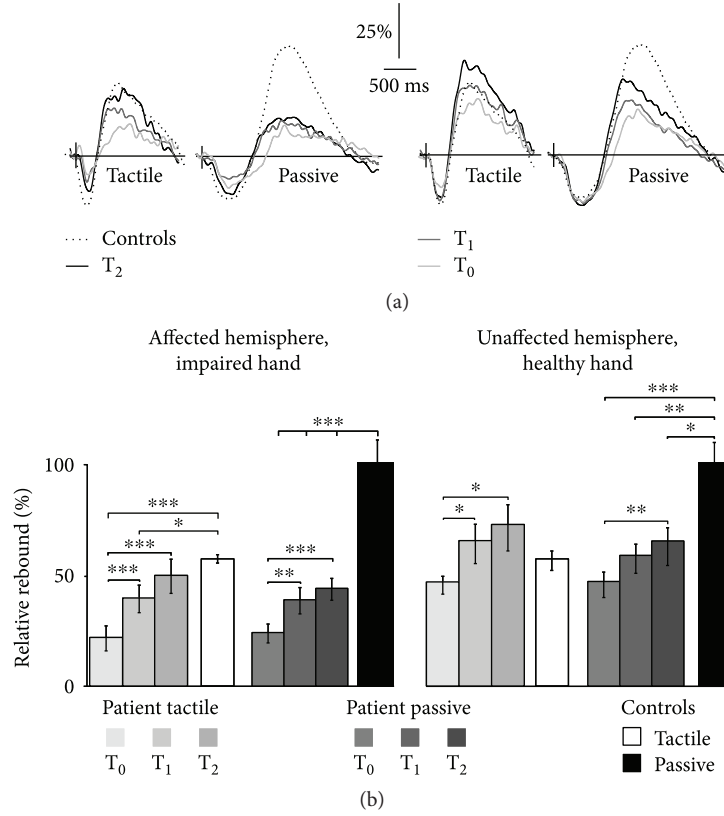 25%
500 ms
Tactile
Passive
Tactile
Passive
Controls
T2
T1
T0
(a)
Affected hemisphere,
impaired hand
Unaffected hemisphere,
healthy hand
***
**
*
***
100
***
*
*
***
***
*
**
***
**
50
0
Relative rebound (%)
Patient tactile
Patient passive
Controls
T0 T1 T2
T0 T1 T2
Tactile
Passive
(b)